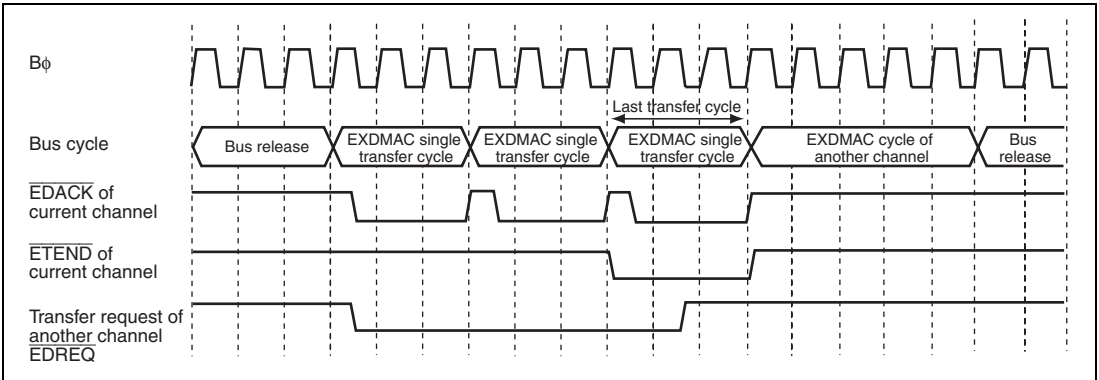 Bϕ
Last transfer cycle
Bus cycle
Bus release
EXDMAC single
transfer cycle
EXDMAC single
transfer cycle
EXDMAC single
transfer cycle
EXDMAC cycle of
another channel
Bus
release
EDACK of
current channel
ETEND of
current channel
Transfer request of
another channel
EDREQ